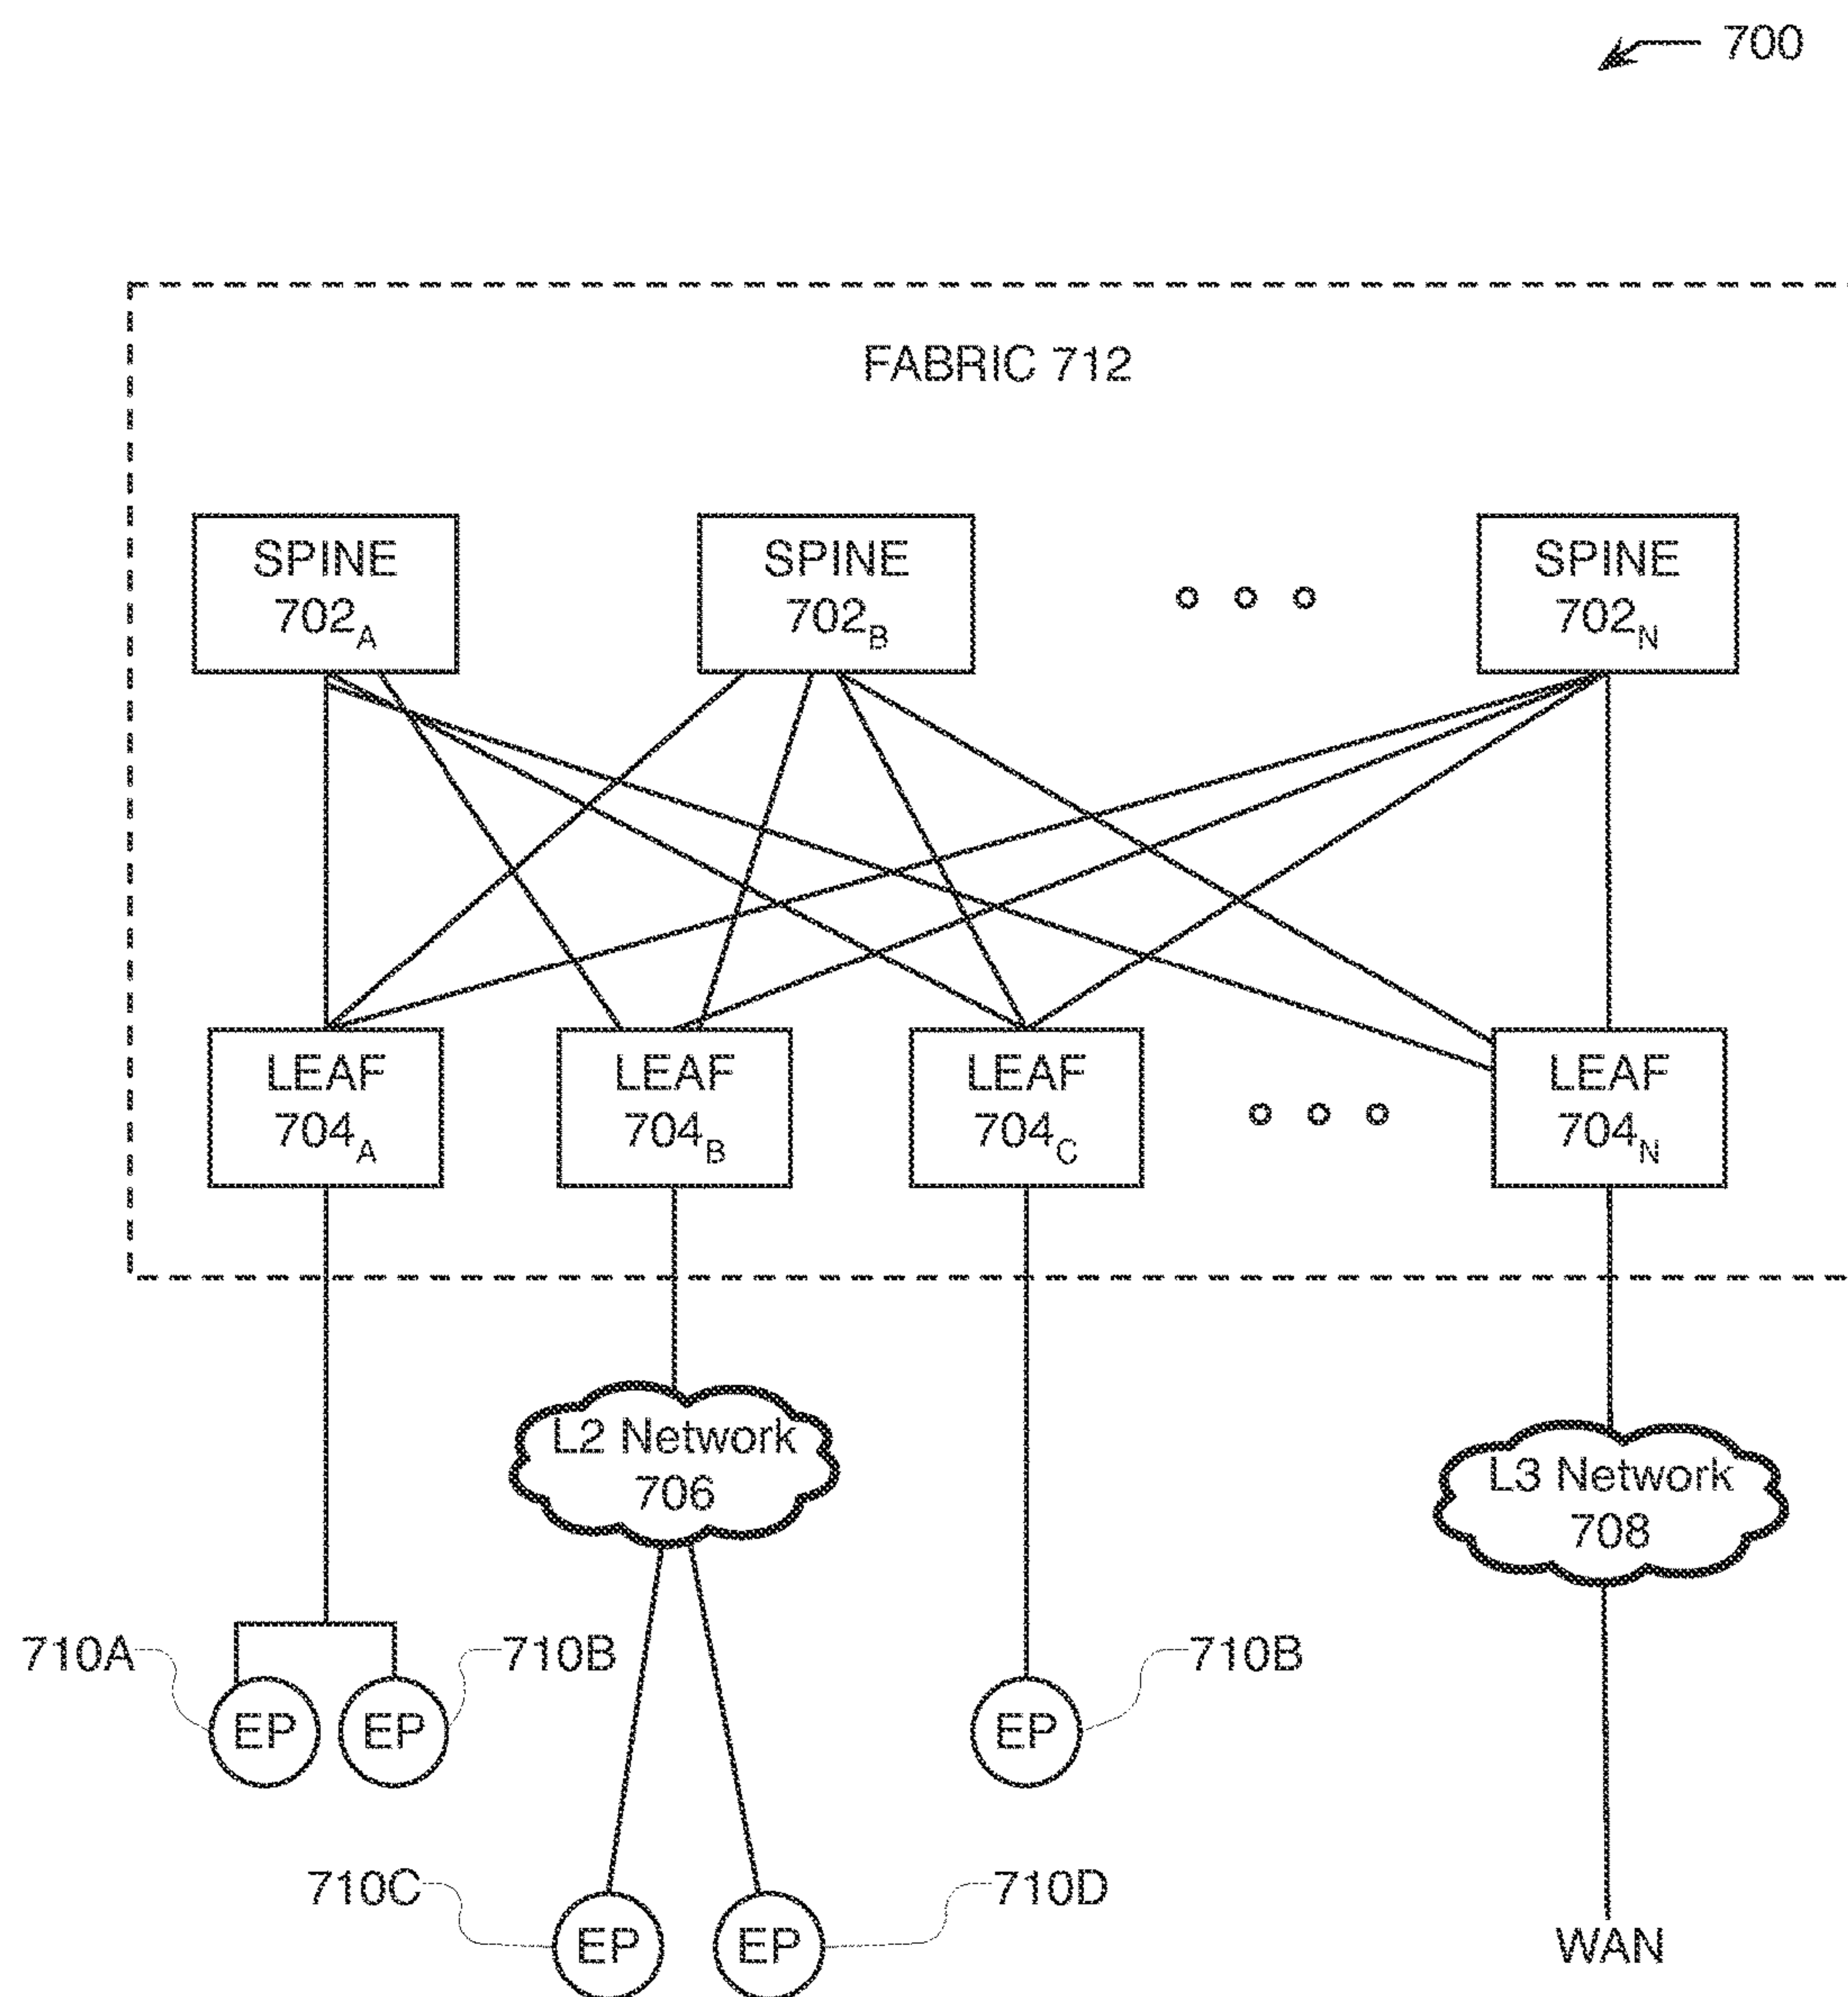 700
FABRIC 712
SPINE
702A
SPINE
702B
SPINE
702N
LEAF
704A
LEAF
704B
LEAF
704C
LEAF
704N
L2 Network
706
L3 Network
708
710A
710B
710B
EP
EP
EP
710C
710D
EP
EP
WAN